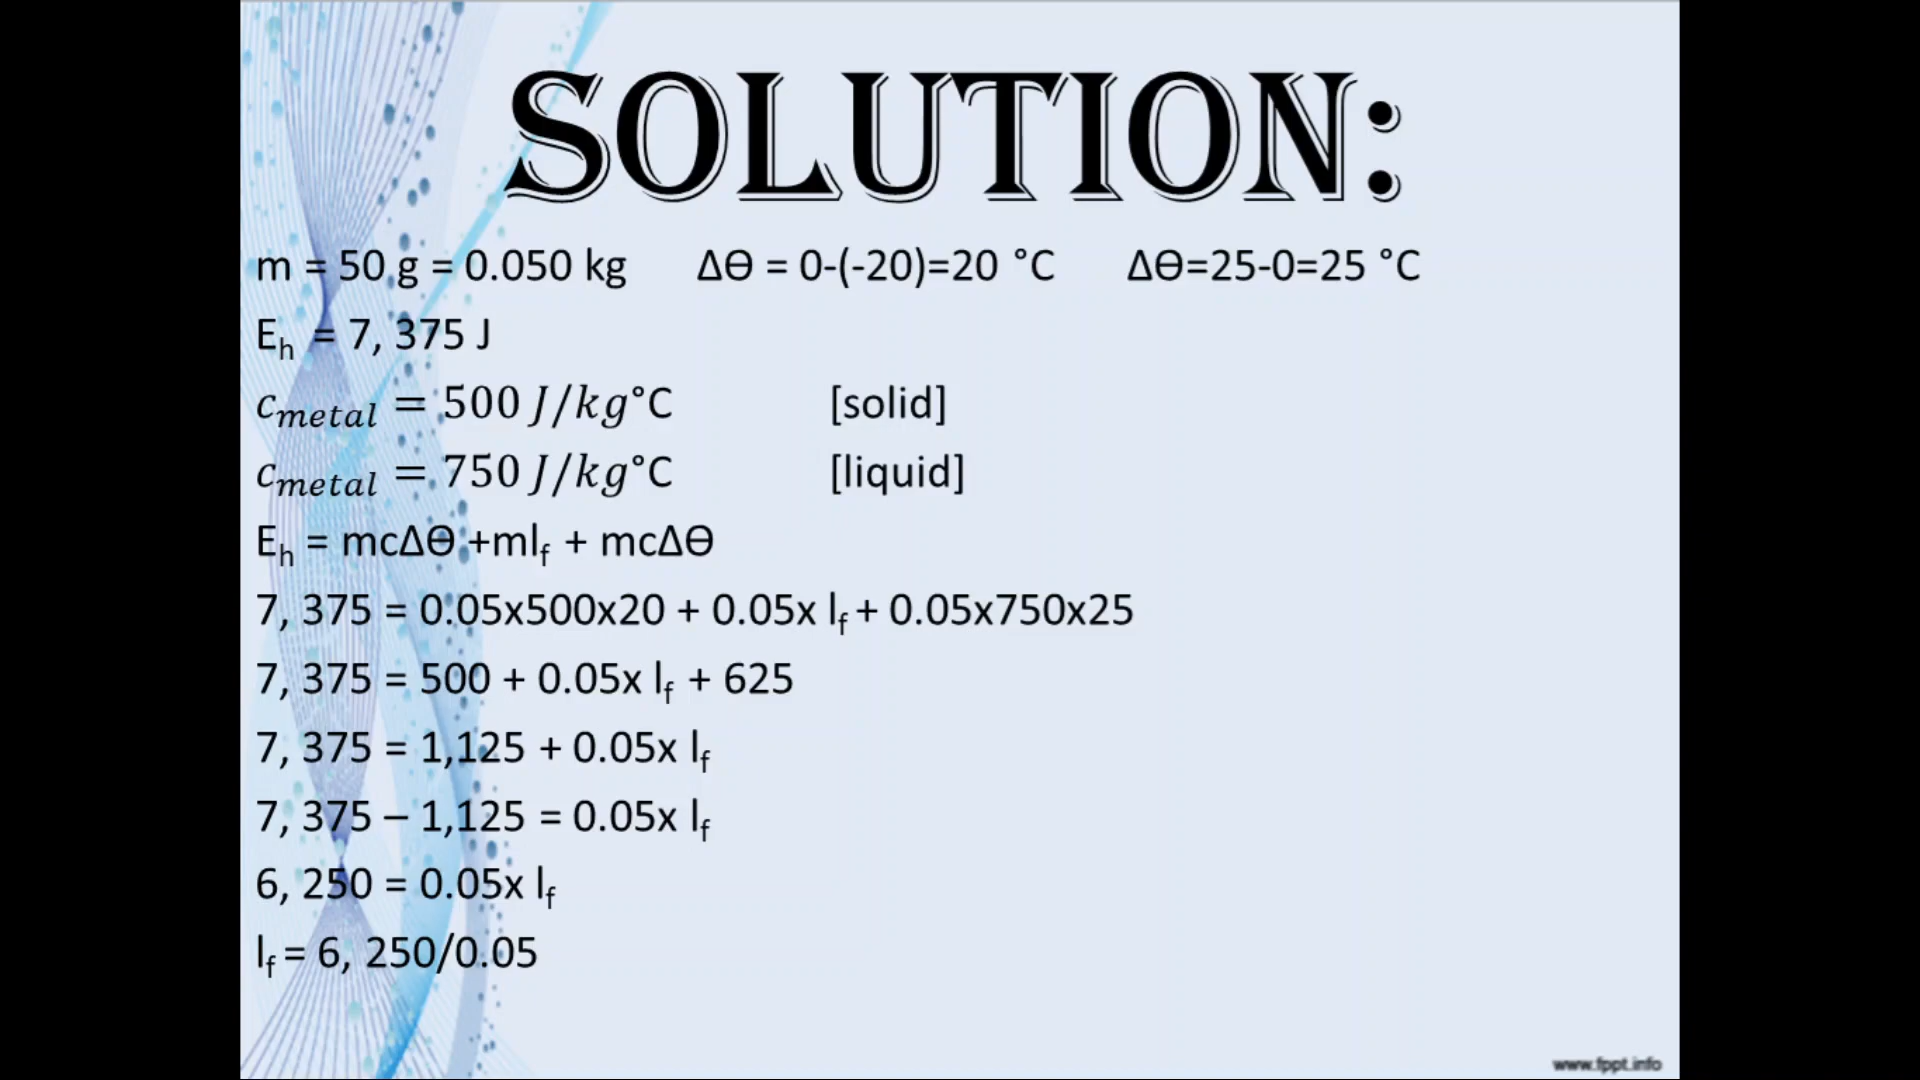 SOLUTION:
m = 50 g = 0.050 kg ΔΘ = 0-(-20)=20 °C ΔΘ=25-0=25 °C
Eh = 7, 375 J
cmetal = 500 J/kg°C [solid]
cmetal = 750 J/kg°C [liquid]
Eh = mcΔΘ +mlf + mcΔΘ
7, 375 = 0.05x500x20 + 0.05x lf + 0.05x750x25
7, 375 = 500 + 0.05x lf + 625
7, 375 = 1,125 + 0.05x lf
7, 375 – 1,125 = 0.05x lf
6, 250 = 0.05x lf
lf = 6, 250/0.05
www.fppt.info